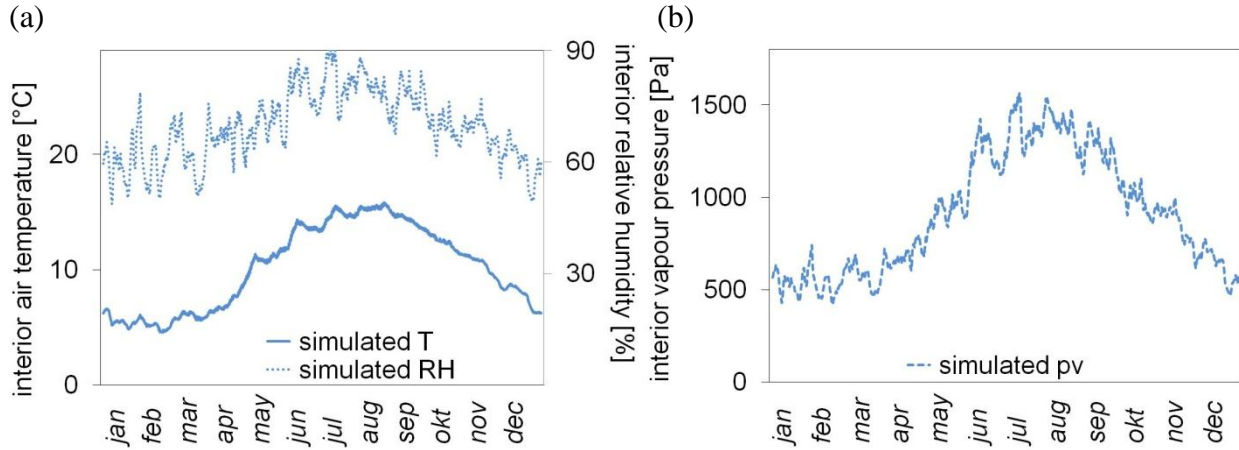 (a)
(b)
interior air temperature [°C]
20
10
0
90
60
30
interior relative humidity [%]
simulated T
simulated RH
jan feb mar apr may jun jul aug sep okt nov dec
interior vapour pressure [Pa]
1500
1000
500
0
simulated pv
jan feb mar apr may jun jul aug sep okt nov dec